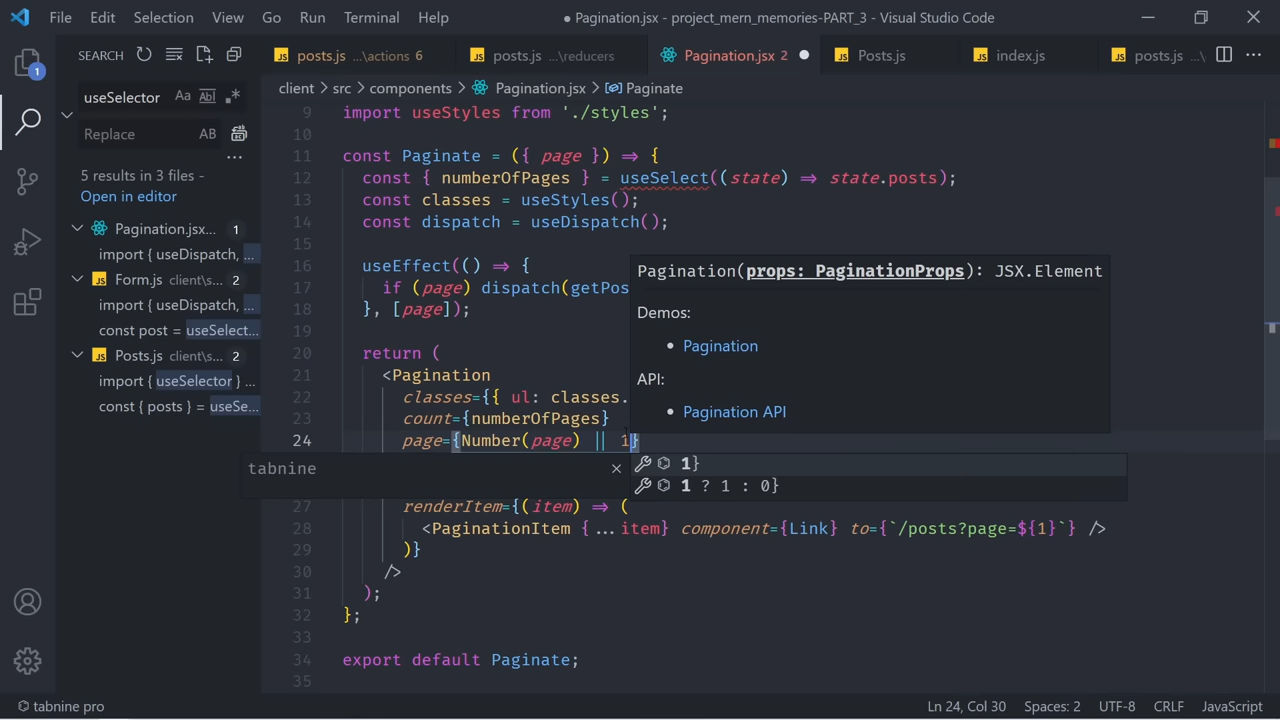 File Edit Selection View Go Run Terminal Help
● Pagination.jsx - project_mern_memories-PART_3 - Visual Studio Code
SEARCH
posts.js ...\actions 6
posts.js ...\reducers
Pagination.jsx 2 ●
Posts.js
index.js
posts.js ...\
1
useSelector Aa Abl .*
Replace AB
...
5 results in 3 files -
Open in editor
Pagination.jsx... 1
import { useDispatch, ...
Form.js client\s... 2
import { useDispatch, ...
const post = useSelect...
Posts.js client\s... 2
import { useSelector } ...
const { posts } = useSe...
client > src > components > Pagination.jsx > Paginate
9 import useStyles from './styles';
10
11 const Paginate = ({ page }) => {
12 const { numberOfPages } = useSelect((state) => state.posts);
13 const classes = useStyles();
14 const dispatch = useDispatch();
15
16 useEffect(() => {
17 if (page) dispatch(getPos
18 }, [page]);
19
20 return (
21 <Pagination
22 classes={{ ul: classes.
23 count={numberOfPages}
24 page={Number(page) || 1}
Pagination(props: PaginationProps): JSX.Element
Demos:
• Pagination
API:
• Pagination API
tabnine ×
1}
1 ? 1 : 0}
27 renderItem={(item) => (
28 <PaginationItem {...item} component={Link} to={`/posts?page=${1}`} />
29 )}
30 />
31 );
32 };
33
34 export default Paginate;
35
tabnine pro
Ln 24, Col 30 Spaces: 2 UTF-8 CRLF JavaScript